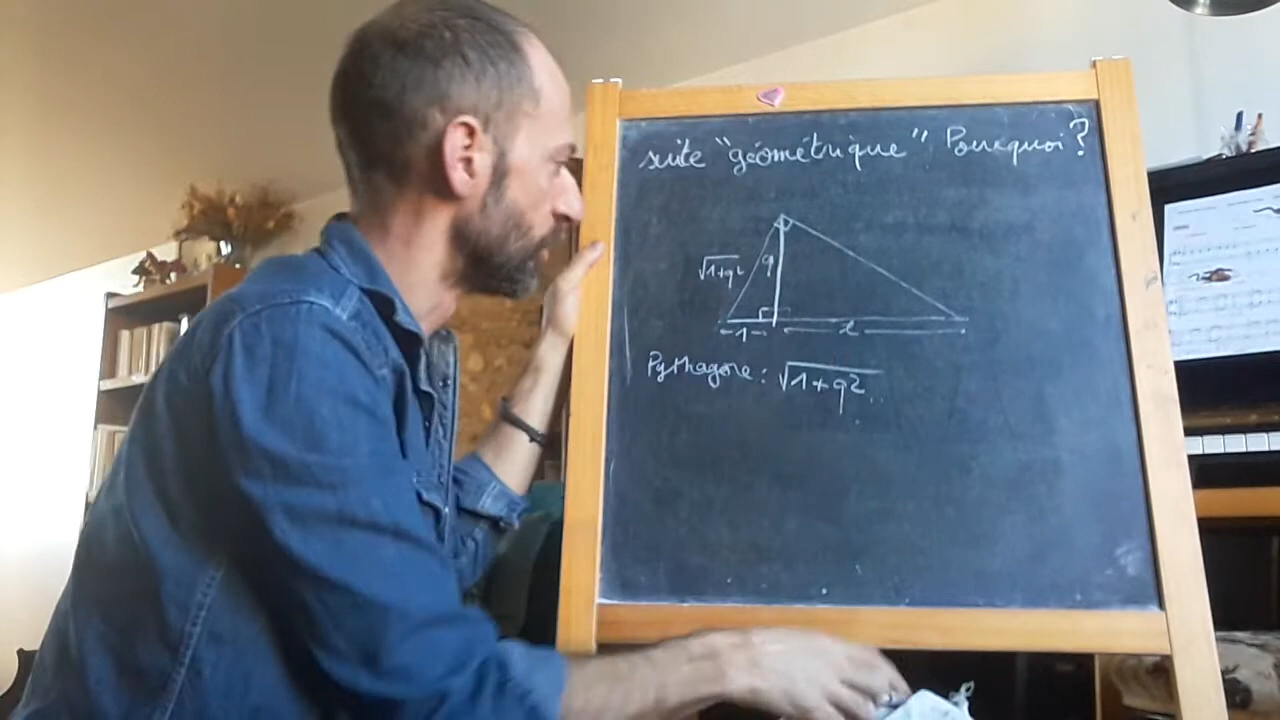 suite "géométrique" Pourquoi ?
√1+q²
q
1
x
Pythagore : √1+q²